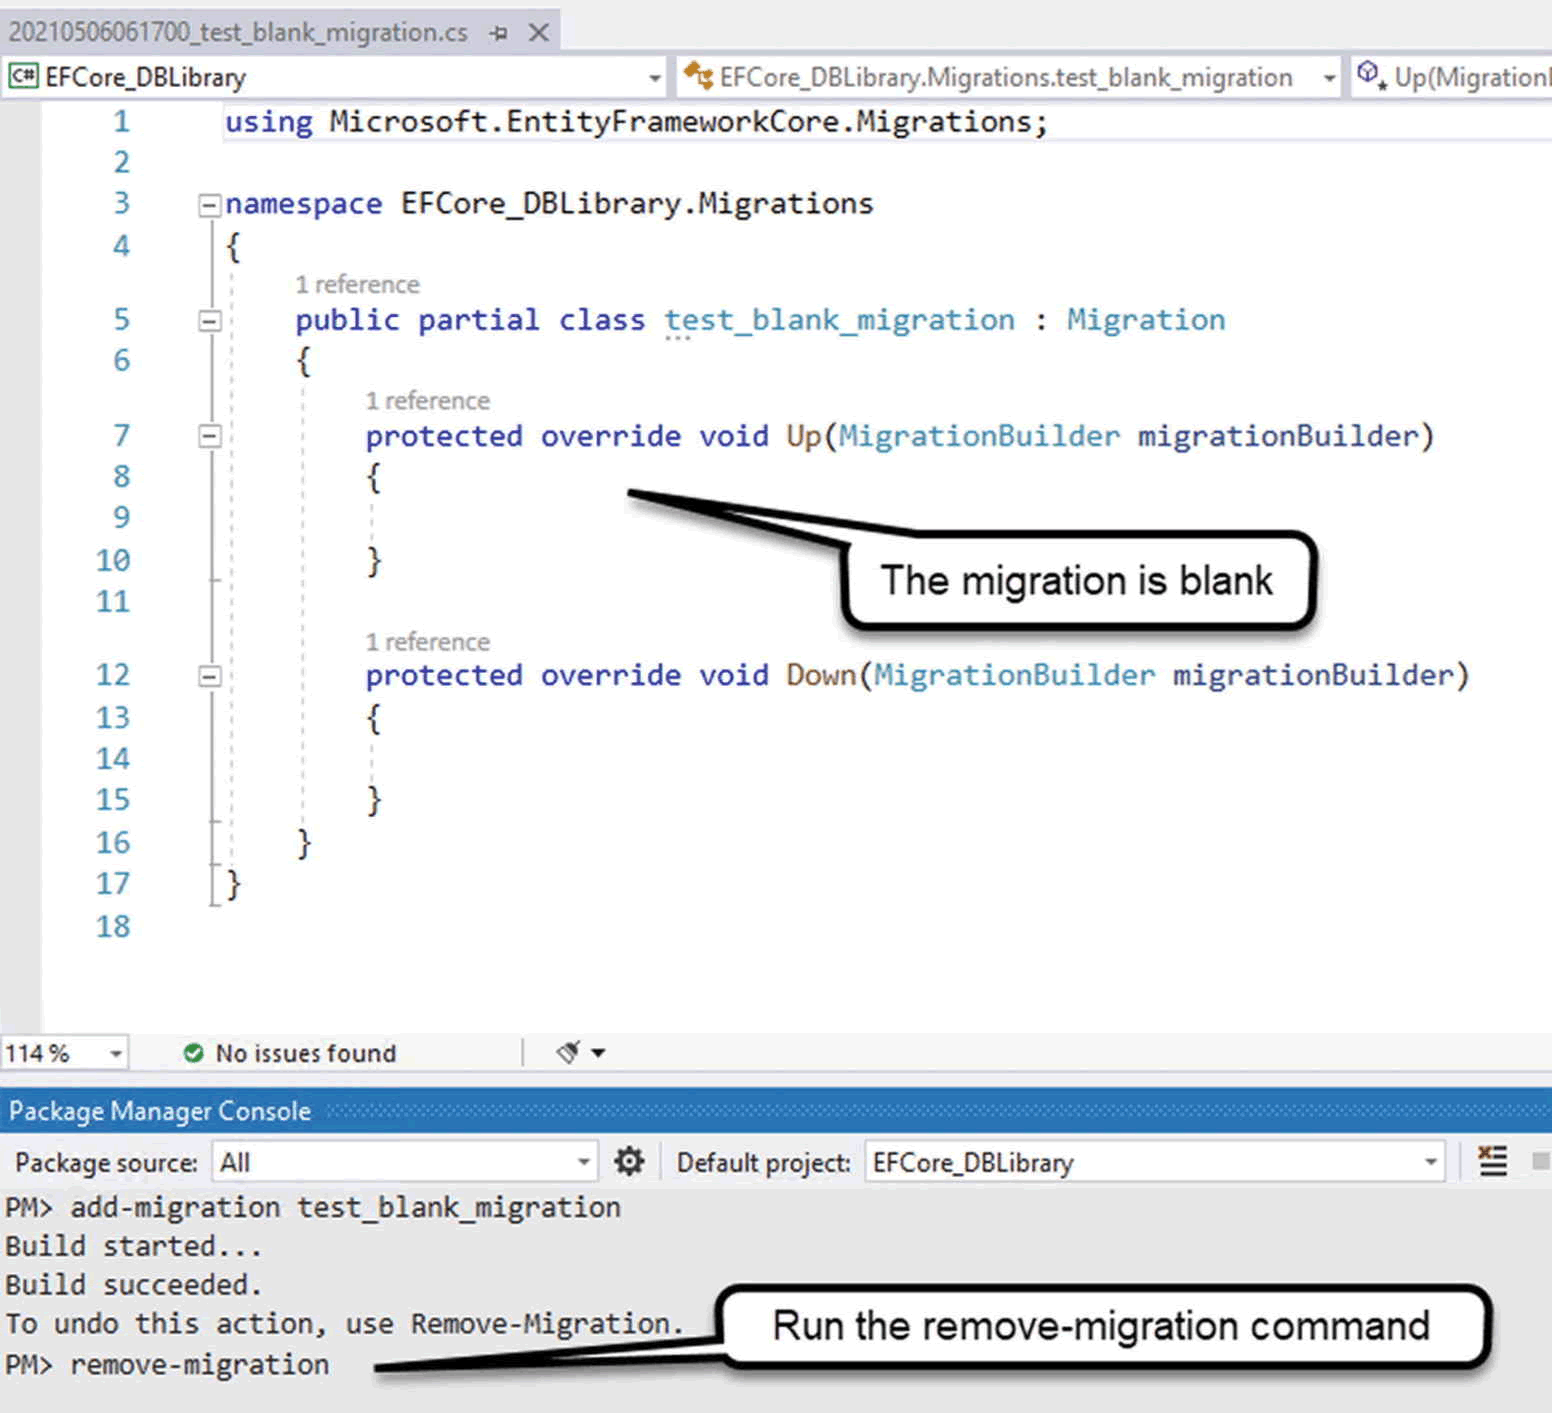 20210506061700_test_blank_migration.cs
C# EFCore_DBLibrary
EFCore_DBLibrary.Migrations.test_blank_migration
Up(Migration
1 using Microsoft.EntityFrameworkCore.Migrations;
2
3 namespace EFCore_DBLibrary.Migrations
4 {
1 reference
5 public partial class test_blank_migration : Migration
6 {
1 reference
7 protected override void Up(MigrationBuilder migrationBuilder)
8 {
9
10 }
11
The migration is blank
1 reference
12 protected override void Down(MigrationBuilder migrationBuilder)
13 {
14
15 }
16 }
17 }
18
114 %
No issues found
Package Manager Console
Package source: All
Default project: EFCore_DBLibrary
PM> add-migration test_blank_migration
Build started...
Build succeeded.
To undo this action, use Remove-Migration.
PM> remove-migration
Run the remove-migration command